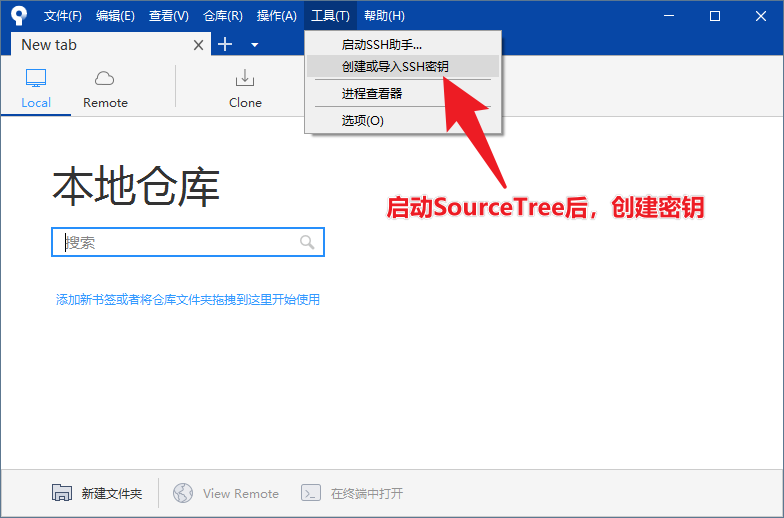 文件(F) 编辑(E) 查看(V) 仓库(R) 操作(A) 工具(T) 帮助(H)
New tab
启动SSH助手...
创建或导入SSH密钥
进程查看器
选项(O)
Local Remote Clone
启动SourceTree后，创建密钥
本地仓库
搜索
添加新书签或者将仓库文件夹拖拽到这里开始使用
新建文件夹 View Remote 在终端中打开